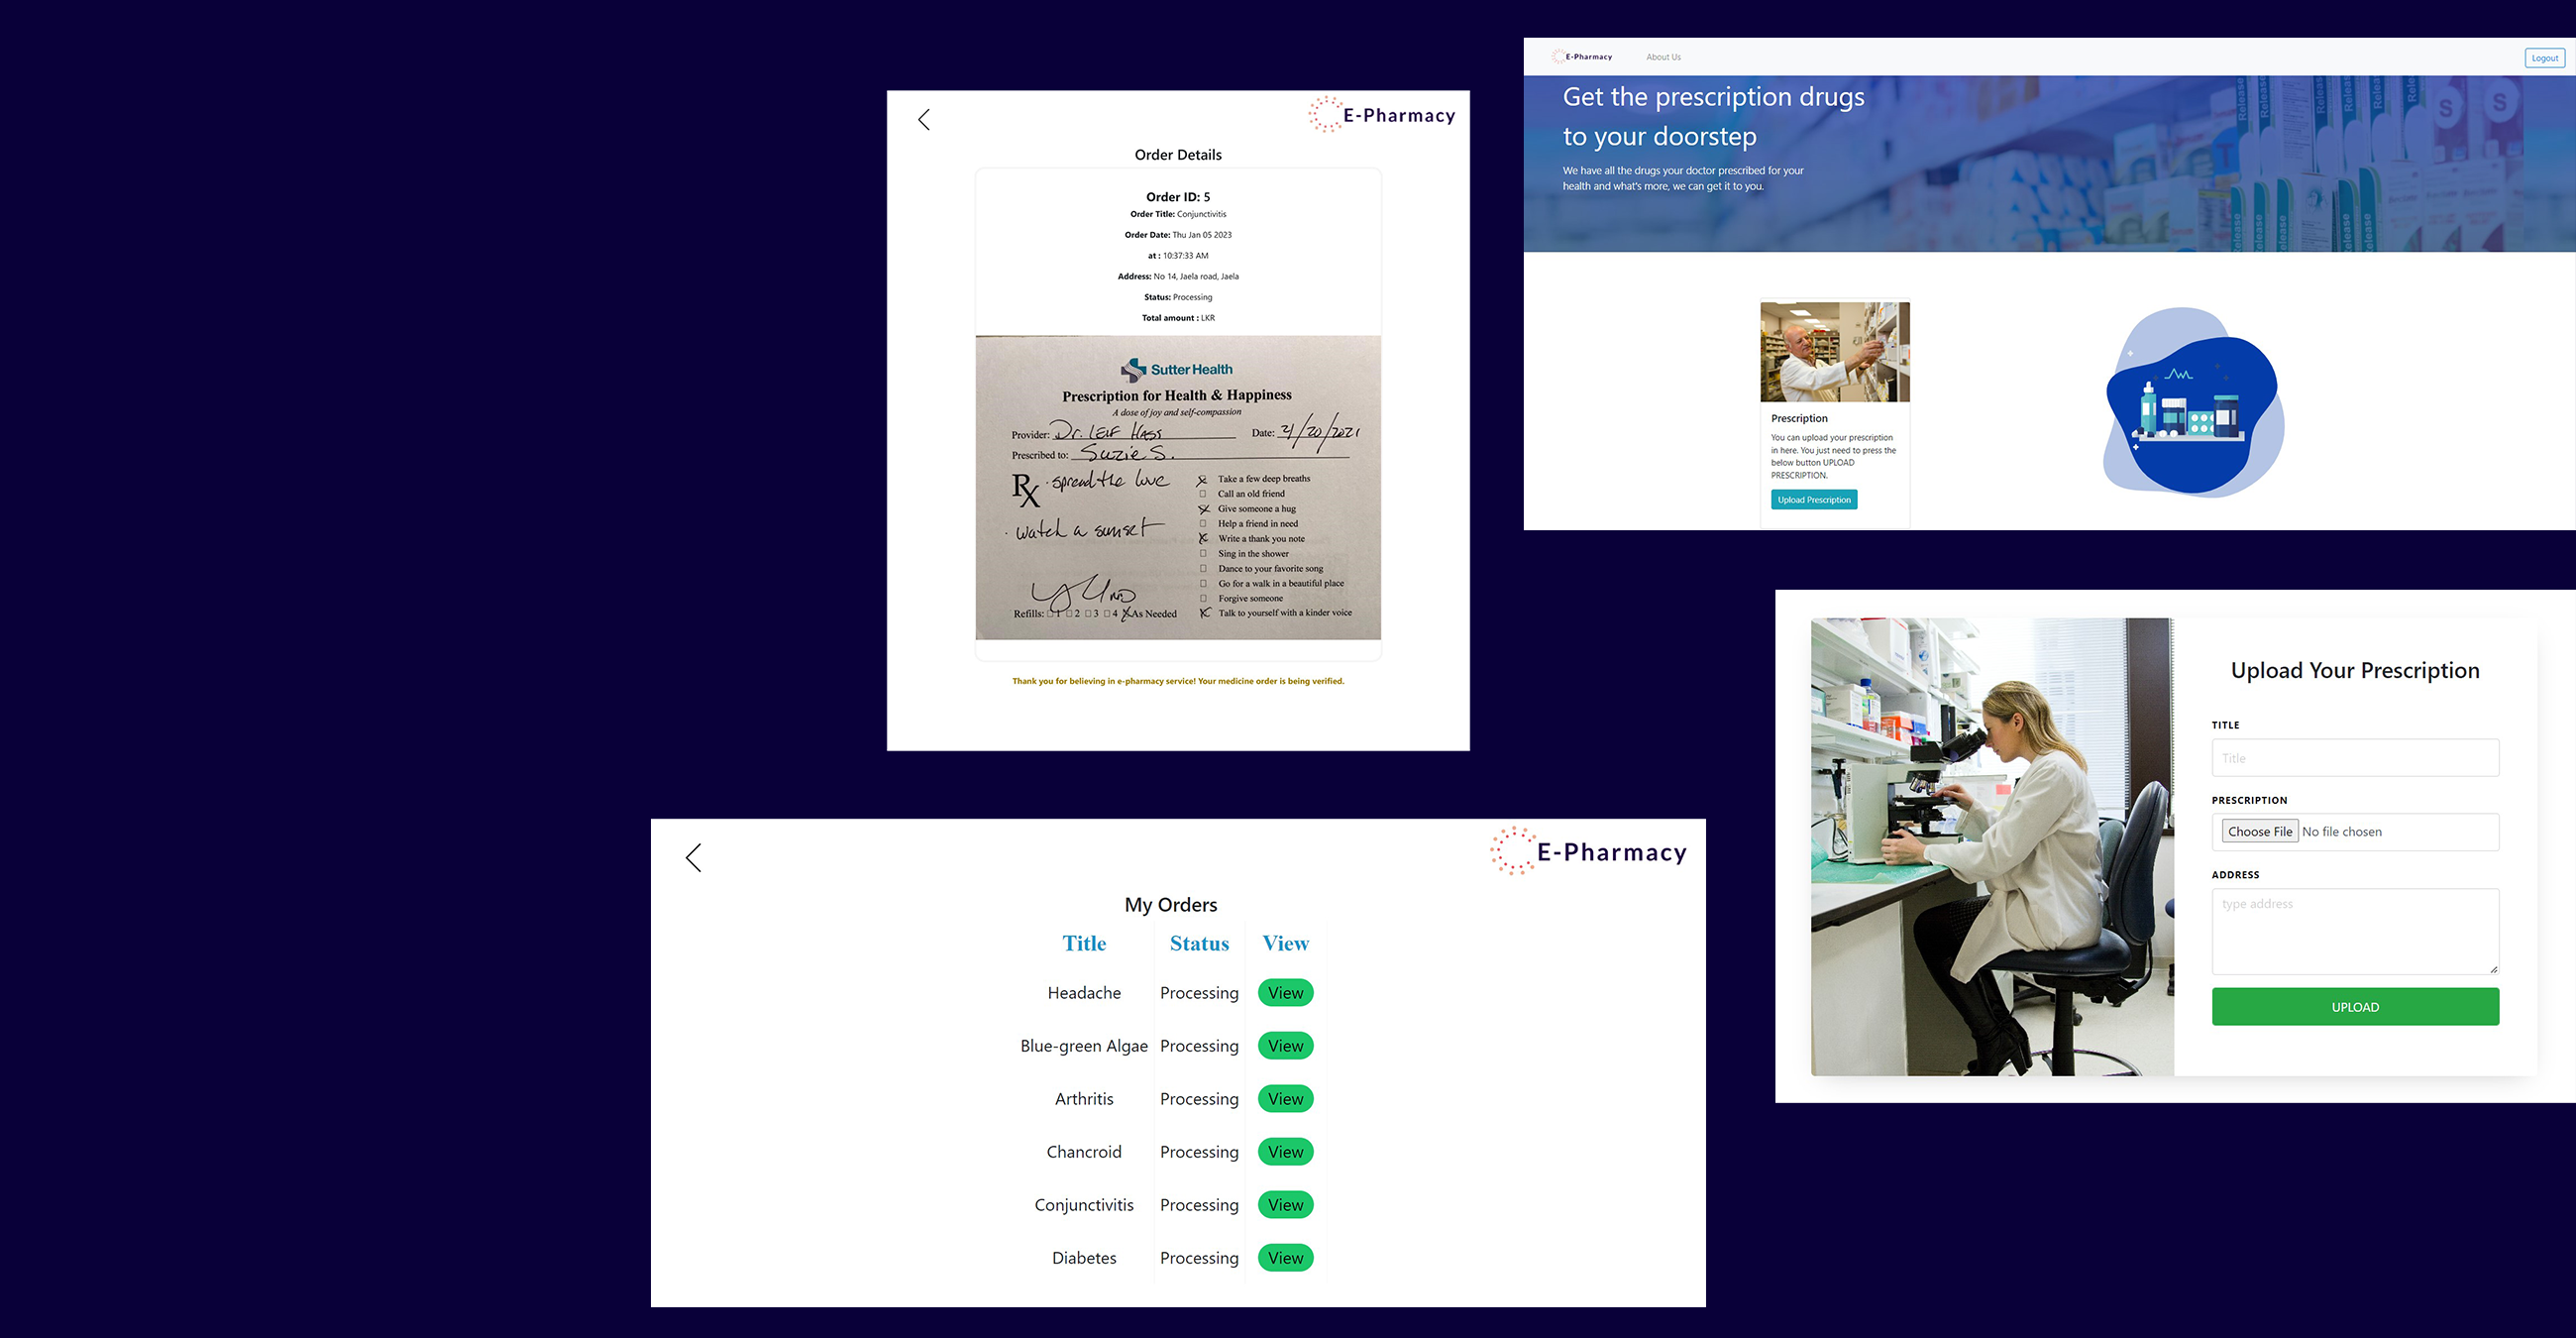 E-Pharmacy
Order Details
Order ID: 5
Order Title: Conjunctivitis
Order Date: Thu Jan 05 2023
at : 10:37:33 AM
Address: No 14, Jaela road, Jaela
Status: Processing
Total amount : LKR
Sutter Health
Prescription for Health & Happiness
A dose of joy and self-compassion
Provider: Dr. Leif Hass Date: 4/20/2021
Prescribed to: Suzie S.
Rx · spread the love
· watch a sunset
Take a few deep breaths
Call an old friend
Give someone a hug
Help a friend in need
Write a thank you note
Sing in the shower
Dance to your favorite song
Go for a walk in a beautiful place
Forgive someone
Talk to yourself with a kinder voice
Refills: 1 2 3 4 As Needed
Thank you for believing in e-pharmacy service! Your medicine order is being verified.
E-Pharmacy About Us Logout
Get the prescription drugs
to your doorstep
We have all the drugs your doctor prescribed for your
health and what's more, we can get it to you.
Release
Release
Release
Release
S
S
Prescription
You can upload your prescription
in here. You just need to press the
below button UPLOAD
PRESCRIPTION.
Upload Prescription
E-Pharmacy
My Orders
Title Status View
Headache Processing View
Blue-green Algae Processing View
Arthritis Processing View
Chancroid Processing View
Conjunctivitis Processing View
Diabetes Processing View
Upload Your Prescription
TITLE
Title
PRESCRIPTION
Choose File No file chosen
ADDRESS
type address
UPLOAD